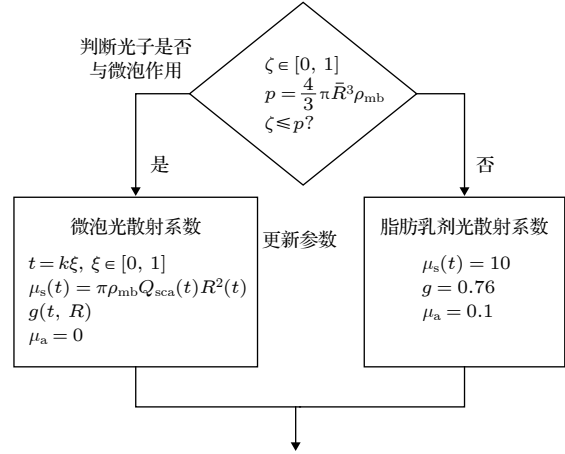 判断光子是否
与微泡作用
ζ∈[0, 1]
p = 4/3 πR̄³ρ_mb
ζ⩽p?
是
否
微泡光散射系数
t = kξ, ξ∈[0, 1]
μ_s(t) = πρ_mb Q_sca(t)R²(t)
g(t, R)
μ_a = 0
更新参数
脂肪乳剂光散射系数
μ_s(t) = 10
g = 0.76
μ_a = 0.1